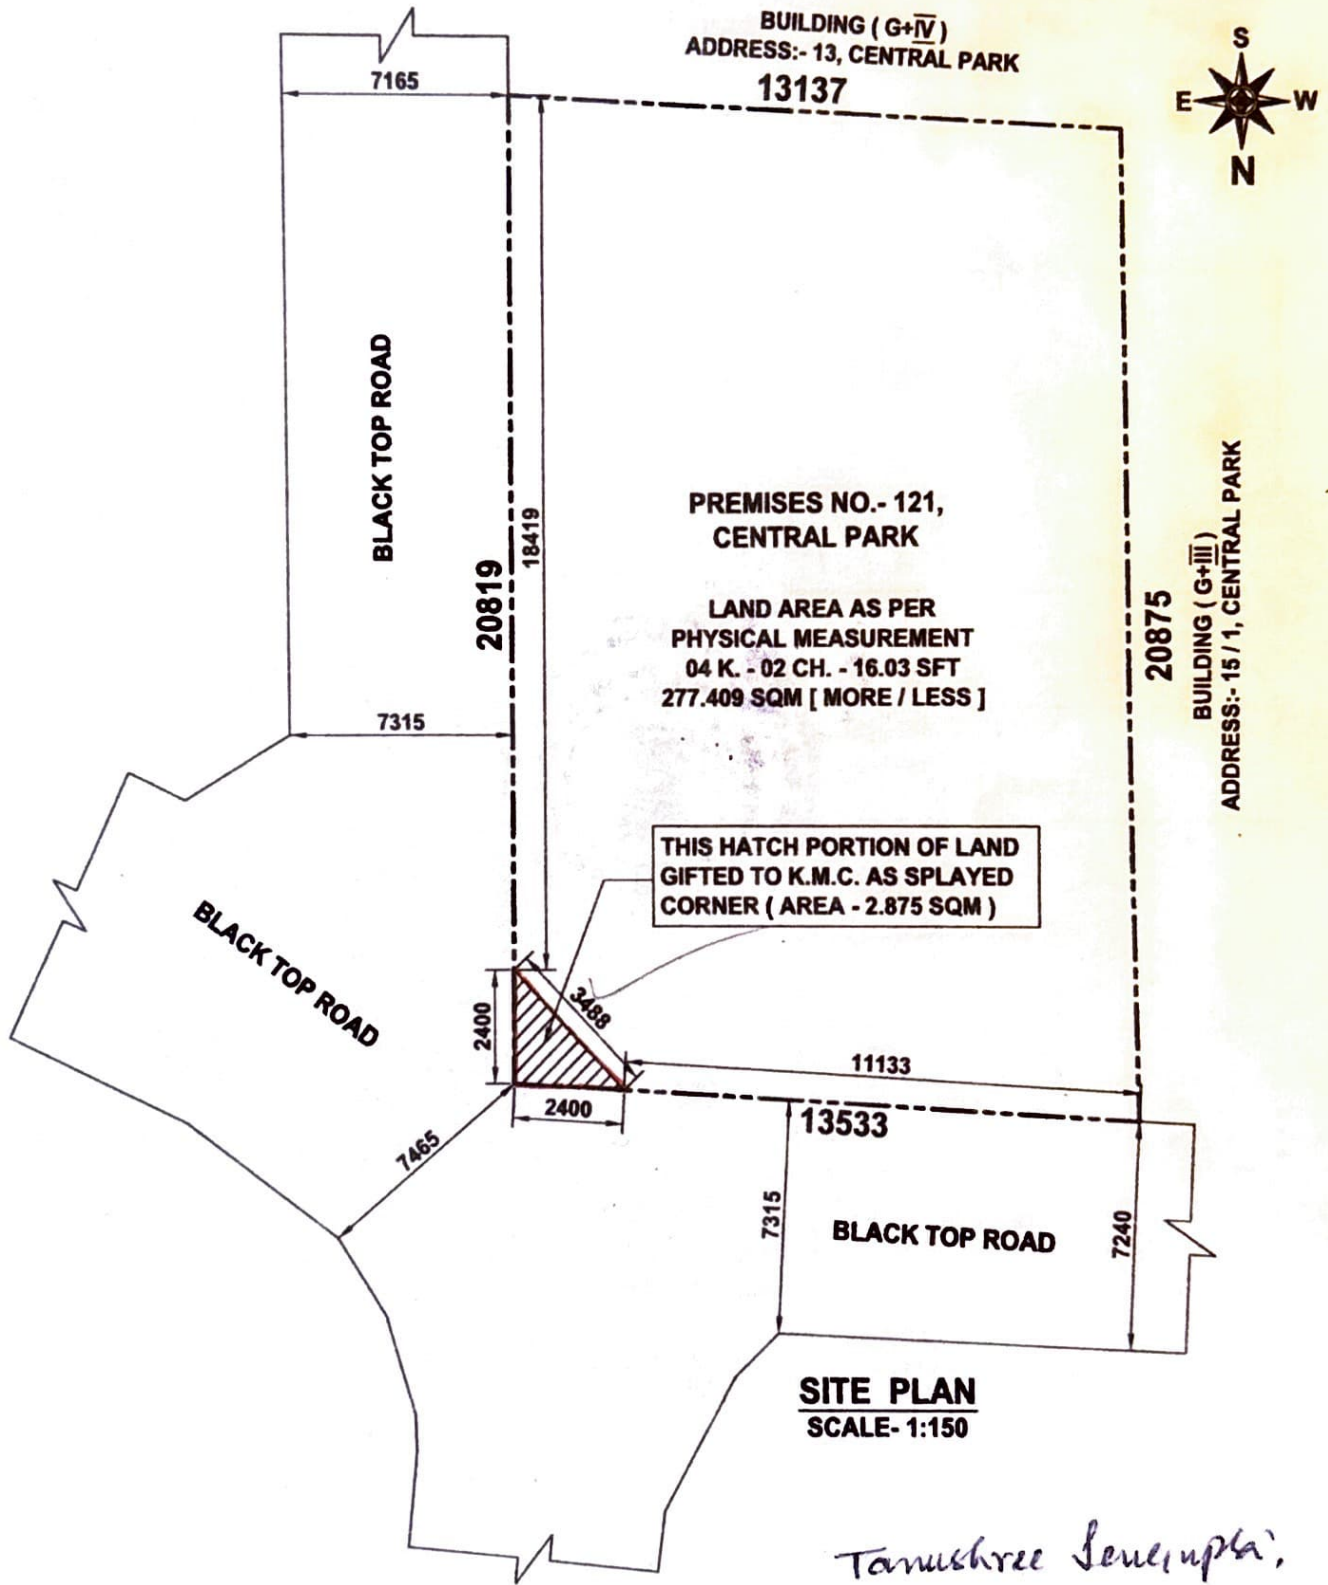 BUILDING ( G+IV )
ADDRESS:- 13, CENTRAL PARK
13137
S
E
W
N
7165
BLACK TOP ROAD
20819
18419
PREMISES NO.- 121,
CENTRAL PARK
LAND AREA AS PER
PHYSICAL MEASUREMENT
04 K. - 02 CH. - 16.03 SFT
277.409 SQM [ MORE / LESS ]
20875
BUILDING ( G+III )
ADDRESS:- 15 / 1, CENTRAL PARK
7315
THIS HATCH PORTION OF LAND
GIFTED TO K.M.C. AS SPLAYED
CORNER ( AREA - 2.875 SQM )
BLACK TOP ROAD
2400
3488
11133
2400
13533
7465
7315
BLACK TOP ROAD
7240
SITE PLAN
SCALE- 1:150
Tanushree Sengupta.